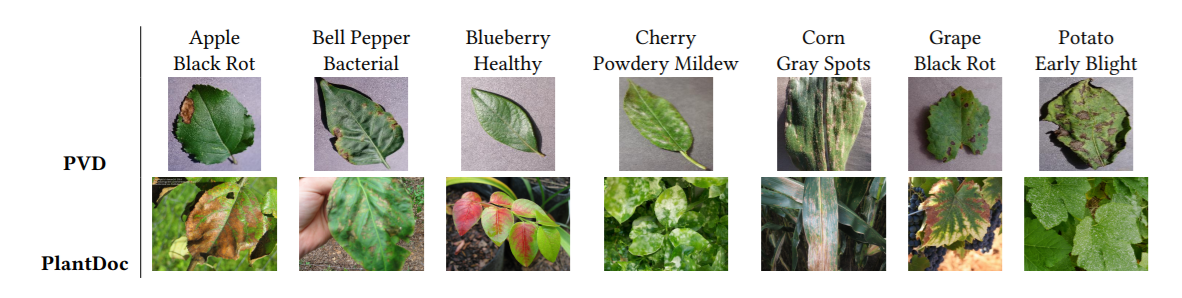 Apple
Black Rot
Bell Pepper
Bacterial
Blueberry
Healthy
Cherry
Powdery Mildew
Corn
Gray Spots
Grape
Black Rot
Potato
Early Blight
PVD
PlantDoc